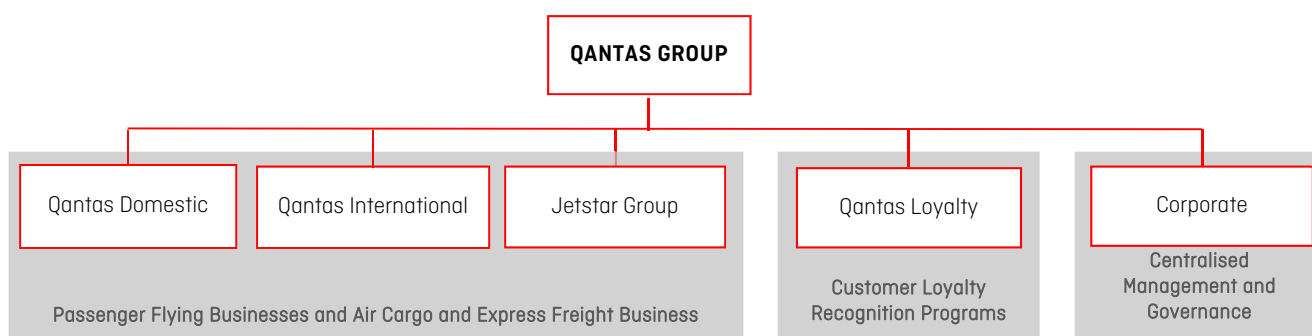 QANTAS GROUP
Qantas Domestic
Qantas International
Jetstar Group
Qantas Loyalty
Corporate
Passenger Flying Businesses and Air Cargo and Express Freight Business
Customer Loyalty
Recognition Programs
Centralised
Management and
Governance